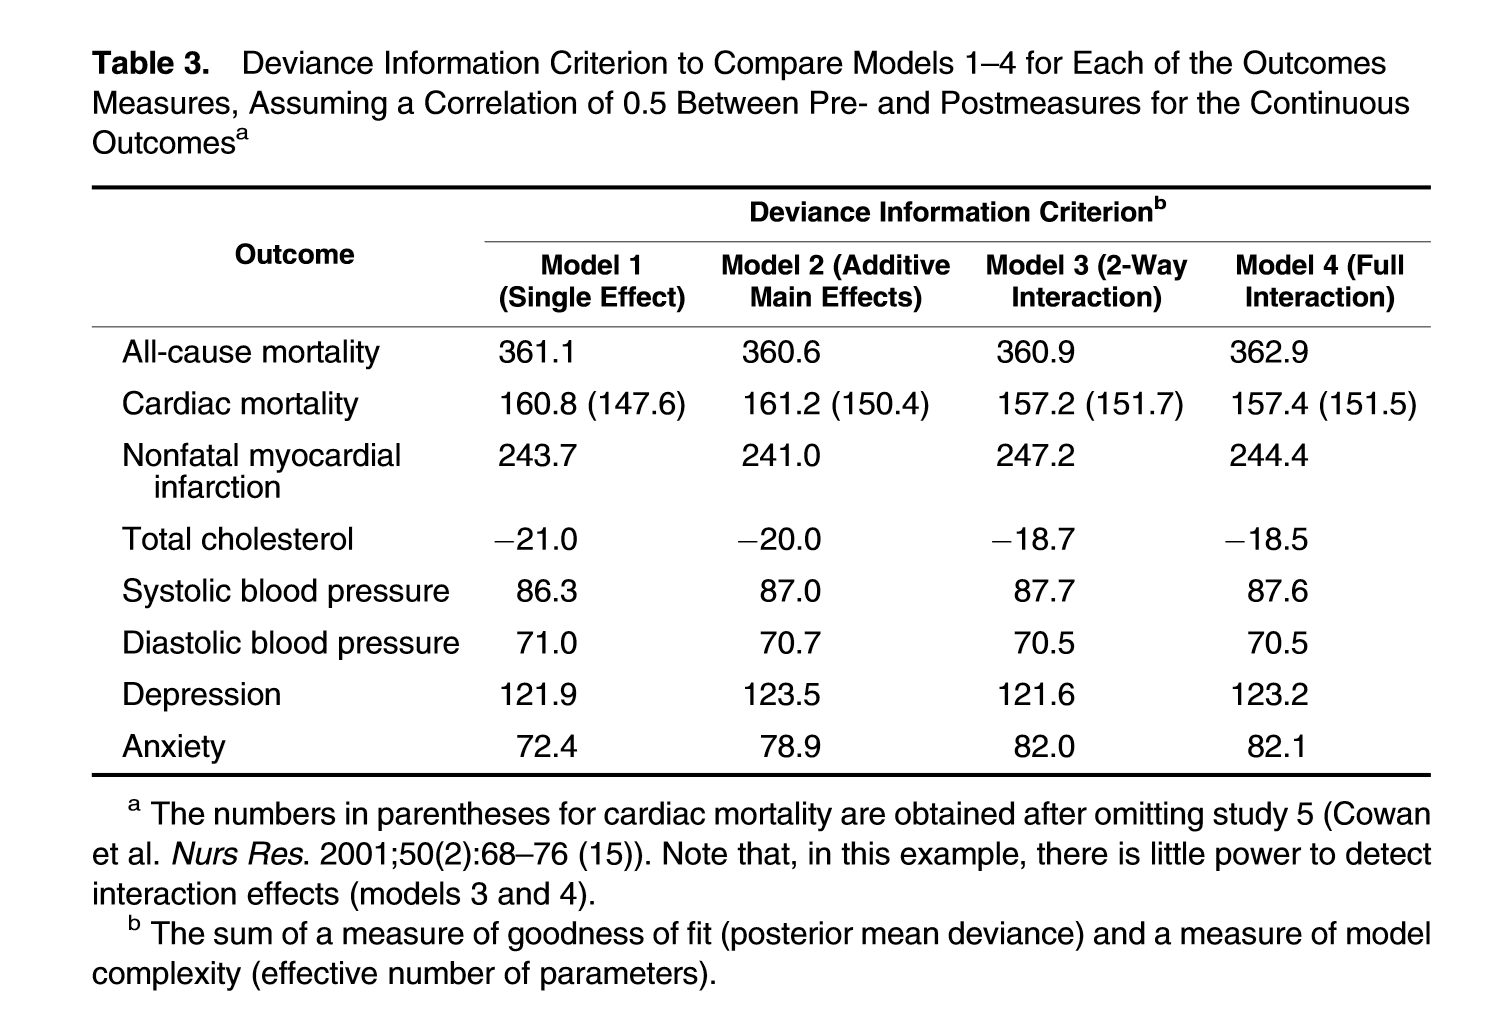 Table 3. Deviance Information Criterion to Compare Models 1–4 for Each of the Outcomes
Measures, Assuming a Correlation of 0.5 Between Pre- and Postmeasures for the Continuous
Outcomesᵃ
Deviance Information Criterionᵇ
Outcome
Model 1 Model 2 (Additive Model 3 (2-Way Model 4 (Full
(Single Effect) Main Effects) Interaction) Interaction)
All-cause mortality 361.1 360.6 360.9 362.9
Cardiac mortality 160.8 (147.6) 161.2 (150.4) 157.2 (151.7) 157.4 (151.5)
Nonfatal myocardial 243.7 241.0 247.2 244.4
infarction
Total cholesterol −21.0 −20.0 −18.7 −18.5
Systolic blood pressure 86.3 87.0 87.7 87.6
Diastolic blood pressure 71.0 70.7 70.5 70.5
Depression 121.9 123.5 121.6 123.2
Anxiety 72.4 78.9 82.0 82.1
ᵃ The numbers in parentheses for cardiac mortality are obtained after omitting study 5 (Cowan
et al. Nurs Res. 2001;50(2):68–76 (15)). Note that, in this example, there is little power to detect
interaction effects (models 3 and 4).
ᵇ The sum of a measure of goodness of fit (posterior mean deviance) and a measure of model
complexity (effective number of parameters).